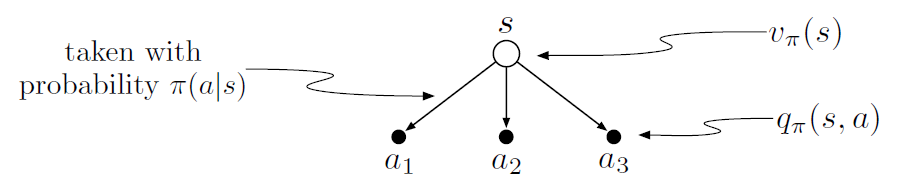 s
v_π(s)
taken with
probability π(a|s)
q_π(s, a)
a_1 a_2 a_3